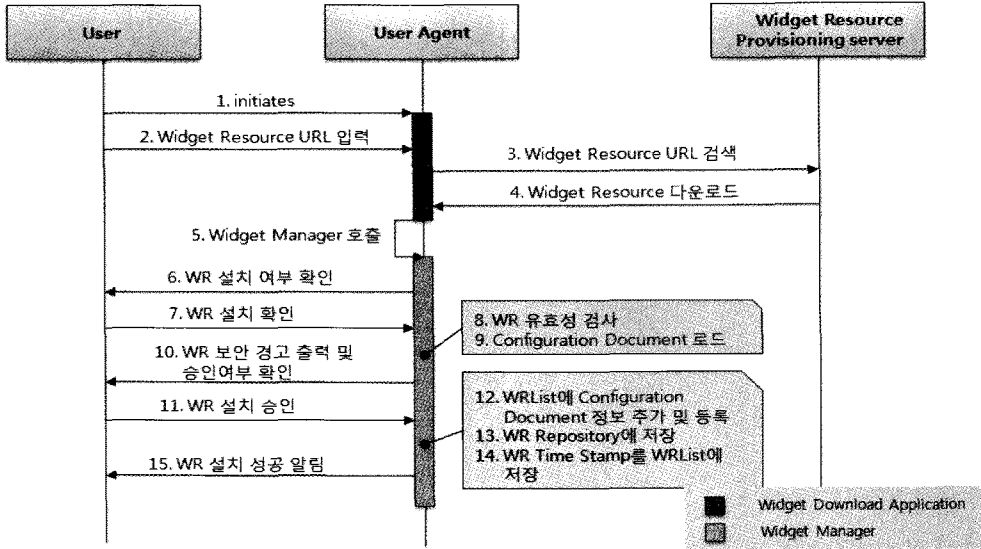 User
User Agent
Widget Resource
Provisioning server
1. initiates
2. Widget Resource URL 입력
3. Widget Resource URL 검색
4. Widget Resource 다운로드
5. Widget Manager 호출
6. WR 설치 여부 확인
7. WR 설치 확인
8. WR 유효성 검사
9. Configuration Document 로드
10. WR 보안 경고 출력 및
승인여부 확인
11. WR 설치 승인
12. WRList에 Configuration
Document 정보 추가 및 등록
13. WR Repository에 저장
14. WR Time Stamp를 WRList에
저장
15. WR 설치 성공 알림
Widget Download Application
Widget Manager